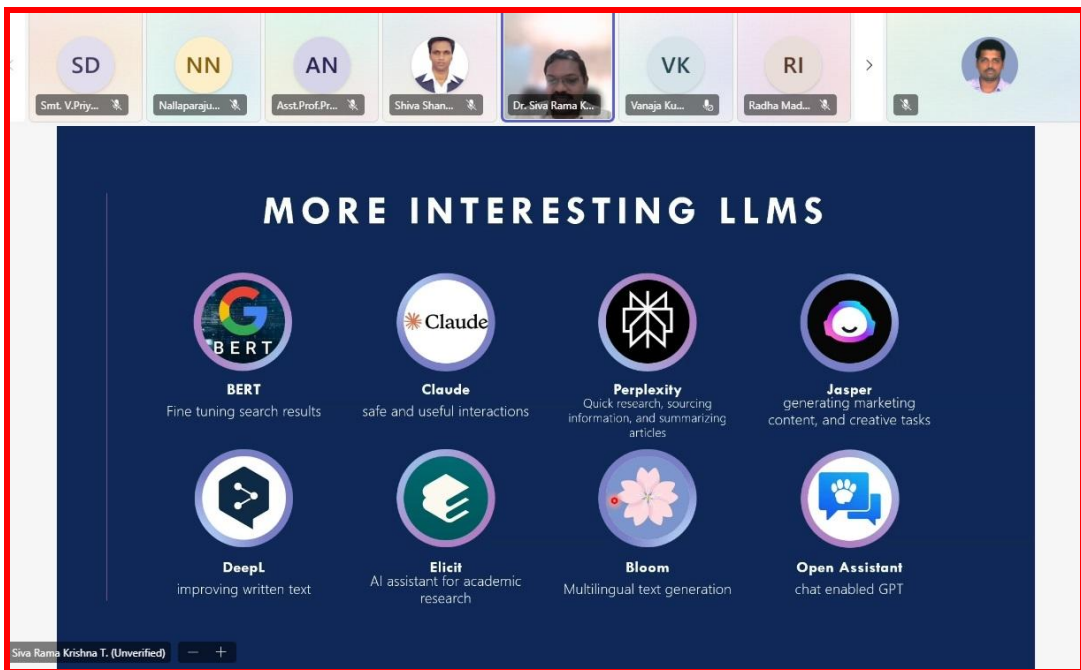 SD
NN
AN
VK
RI
Smt. V.Priy...
Nallaparaju...
Asst.Prof.Pr...
Shiva Shan...
Dr. Siva Rama K...
Vanaja Ku...
Radha Mad...
MORE INTERESTING LLMS
G
BERT
Claude
BERT
Fine tuning search results
Claude
safe and useful interactions
Perplexity
Quick research, sourcing
information, and summarizing
articles
Jasper
generating marketing
content, and creative tasks
DeepL
improving written text
Elicit
AI assistant for academic
research
Bloom
Multilingual text generation
Open Assistant
chat enabled GPT
Siva Rama Krishna T. (Unverified)